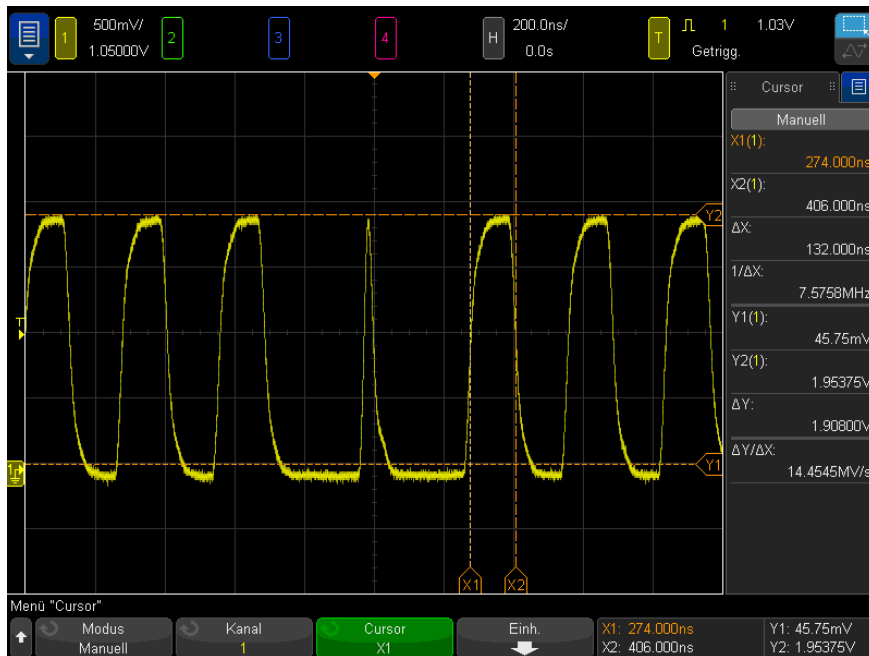 1
500mV/
1.05000V
2
3
4
H
200.0ns/
0.0s
T
1
1.03V
Getrigg.
Cursor
Manuell
X1(1):
274.000ns
X2(1):
406.000ns
ΔX:
132.000ns
1/ΔX:
7.5758MHz
Y1(1):
45.75mV
Y2(1):
1.95375V
ΔY:
1.90800V
ΔY/ΔX:
14.4545MV/s
Y2
T
1
Y1
X1
X2
Menü "Cursor"
Modus
Manuell
Kanal
1
Cursor
X1
Einh.
X1: 274.000ns
X2: 406.000ns
Y1: 45.75mV
Y2: 1.95375V